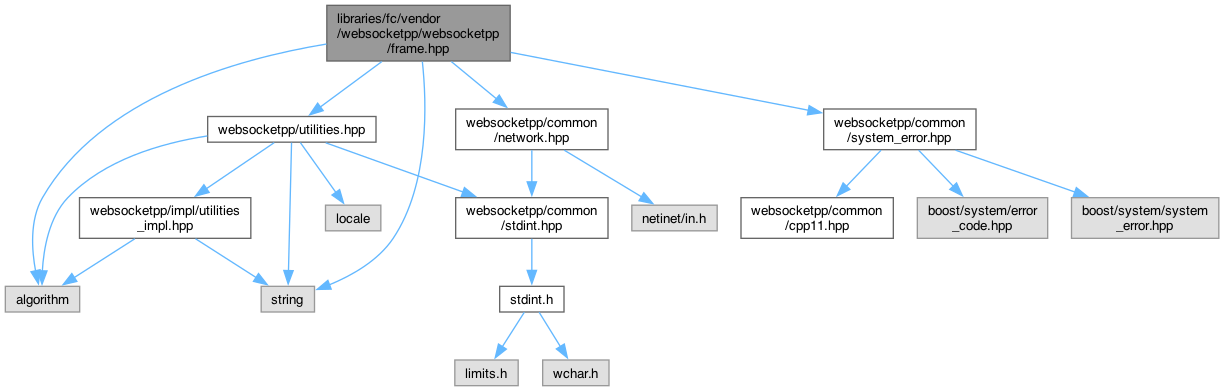 libraries/fc/vendor
/websocketpp/websocketpp
/frame.hpp
websocketpp/utilities.hpp
websocketpp/common
/network.hpp
websocketpp/common
/system_error.hpp
websocketpp/impl/utilities
_impl.hpp
locale
websocketpp/common
/stdint.hpp
netinet/in.h
websocketpp/common
/cpp11.hpp
boost/system/error
_code.hpp
boost/system/system
_error.hpp
algorithm
string
stdint.h
limits.h
wchar.h